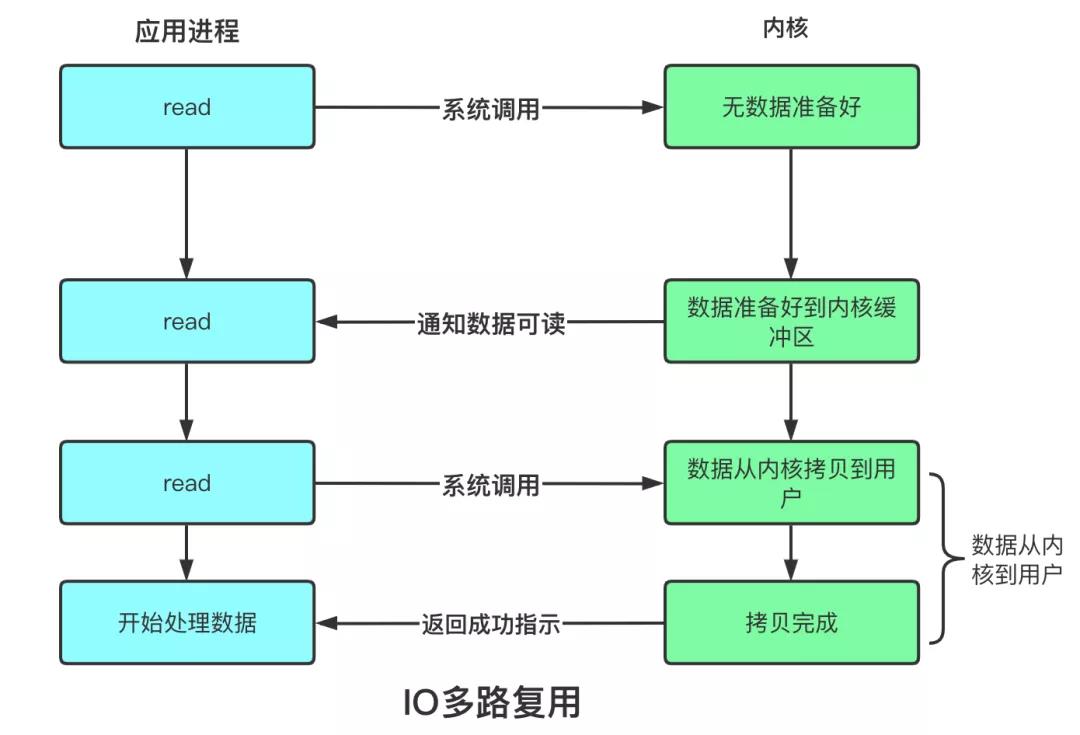 应用进程
内核
read
系统调用
无数据准备好
read
通知数据可读
数据准备好到内核缓
冲区
read
系统调用
数据从内核拷贝到用
户
数据从内
核到用户
开始处理数据
返回成功指示
拷贝完成
IO多路复用